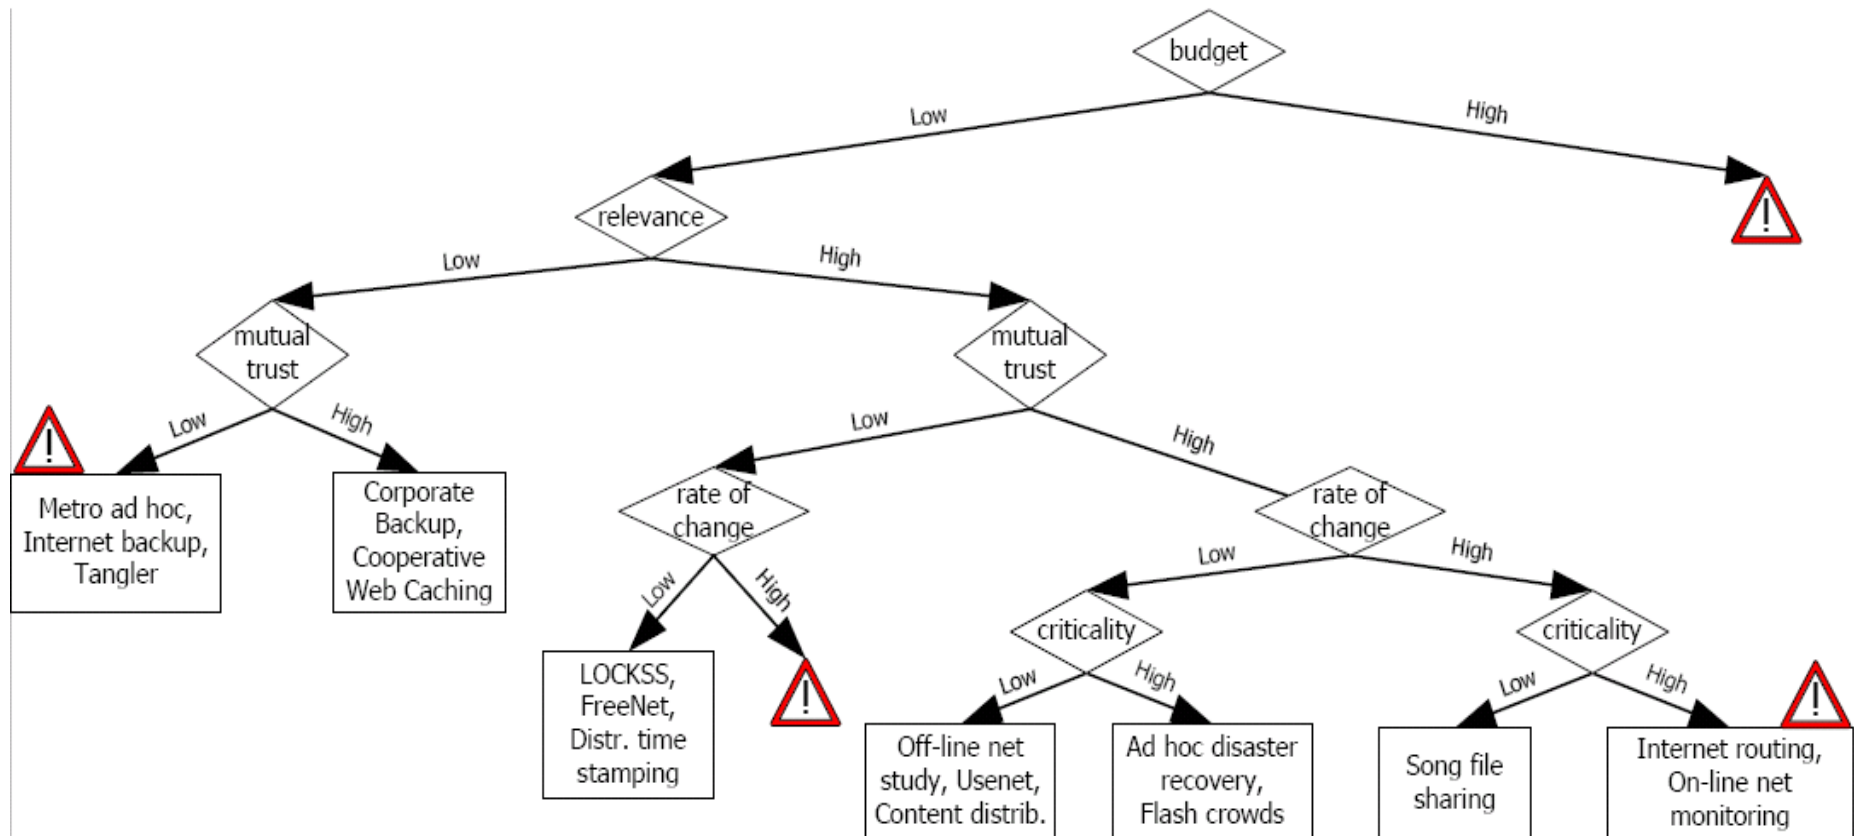 budget
Low
High
relevance
Low
High
mutual
trust
mutual
trust
Low
High
Low
High
Metro ad hoc,
Internet backup,
Tangler
Corporate
Backup,
Cooperative
Web Caching
rate of
change
rate of
change
Low
High
Low
High
LOCKSS,
FreeNet,
Distr. time
stamping
criticality
criticality
Low
High
Low
High
Off-line net
study, Usenet,
Content distrib.
Ad hoc disaster
recovery,
Flash crowds
Song file
sharing
Internet routing,
On-line net
monitoring